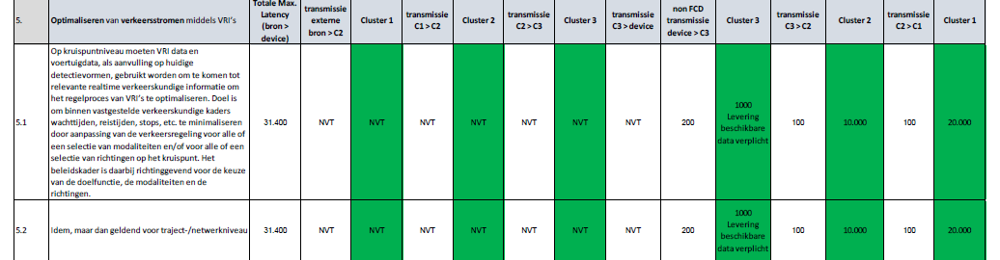 5. Optimaliseren van verkeersstromen middels VRI's Totale Max. Latency (bron > device) transmissie externe bron > C2 Cluster 1 transmissie C1 > C2 Cluster 2 transmissie C2 > C3 Cluster 3 transmissie C3 > device non FCD transmissie device > C3 Cluster 3 transmissie C3 > C2 Cluster 2 transmissie C2 > C1 Cluster 1
5.1
Op kruispuntniveau moeten VRI data en
voertuigdata, als aanvulling op huidige
detectievormen, gebruikt worden om te komen tot
relevante realtime verkeerskundige informatie om
het regelproces van VRI's te optimaliseren. Doel is
om binnen vastgestelde verkeerskundige kaders
wachttijden, reistijden, stops, etc. te minimaliseren
door aanpassing van de verkeersregeling voor alle of
een selectie van modaliteiten en/of voor alle of een
selectie van richtingen op het kruispunt. Het
beleidskader is daarbij richtinggevend voor de keuze
van de doelfunctie, de modaliteiten en de
richtingen.
31.400 NVT NVT NVT NVT NVT NVT NVT 200 1000 Levering beschikbare data verplicht 100 10.000 100 20.000
5.2 Idem, maar dan geldend voor traject-/netwerkniveau 31.400 NVT NVT NVT NVT NVT NVT NVT 200 1000 Levering beschikbare data verplicht 100 10.000 100 20.000